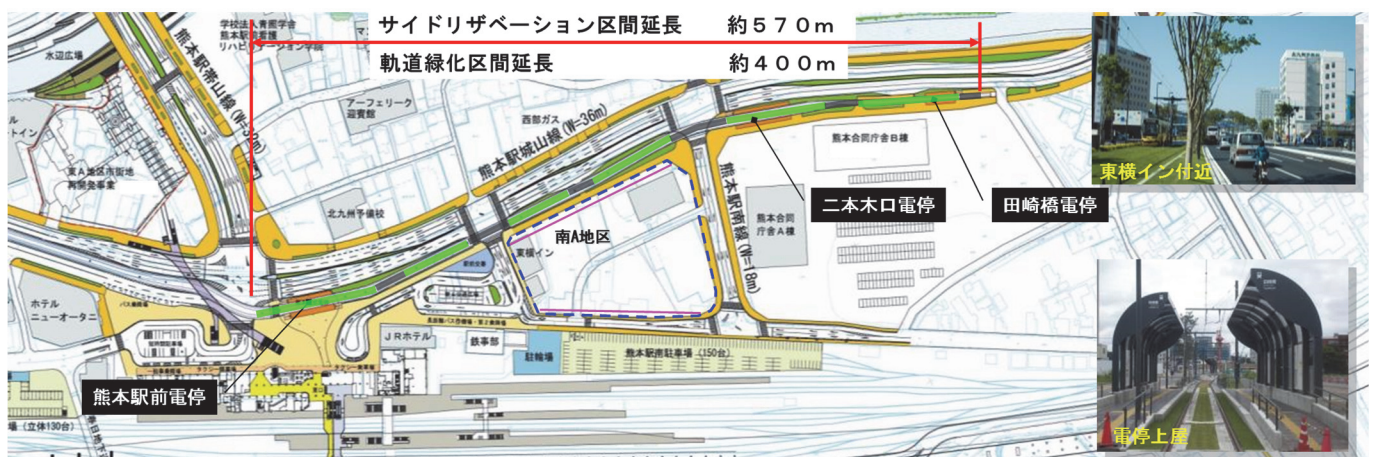 サイドリザベーション区間延長 約570m
軌道緑化区間延長 約400m
学校法人青照学舎
熊本駅前看護
リハビリテーション学院
水辺広場
熊本駅帯山線
アーフェリーク
迎賓館
西部ガス
熊本駅城山線(W=36m)
東A地区市街地
再開発事業
北九州予備校
熊本合同庁舎B棟
東横イン付近
二本木口電停
田崎橋電停
熊本合同
庁舎A棟
熊本駅南線(W=18m)
南A地区
東横イン
ホテル
ニューオータニ
JRホテル
鉄事部
駐輪場
熊本駅南駐車場(150台)
熊本駅前電停
場(立体130台)
電停上屋